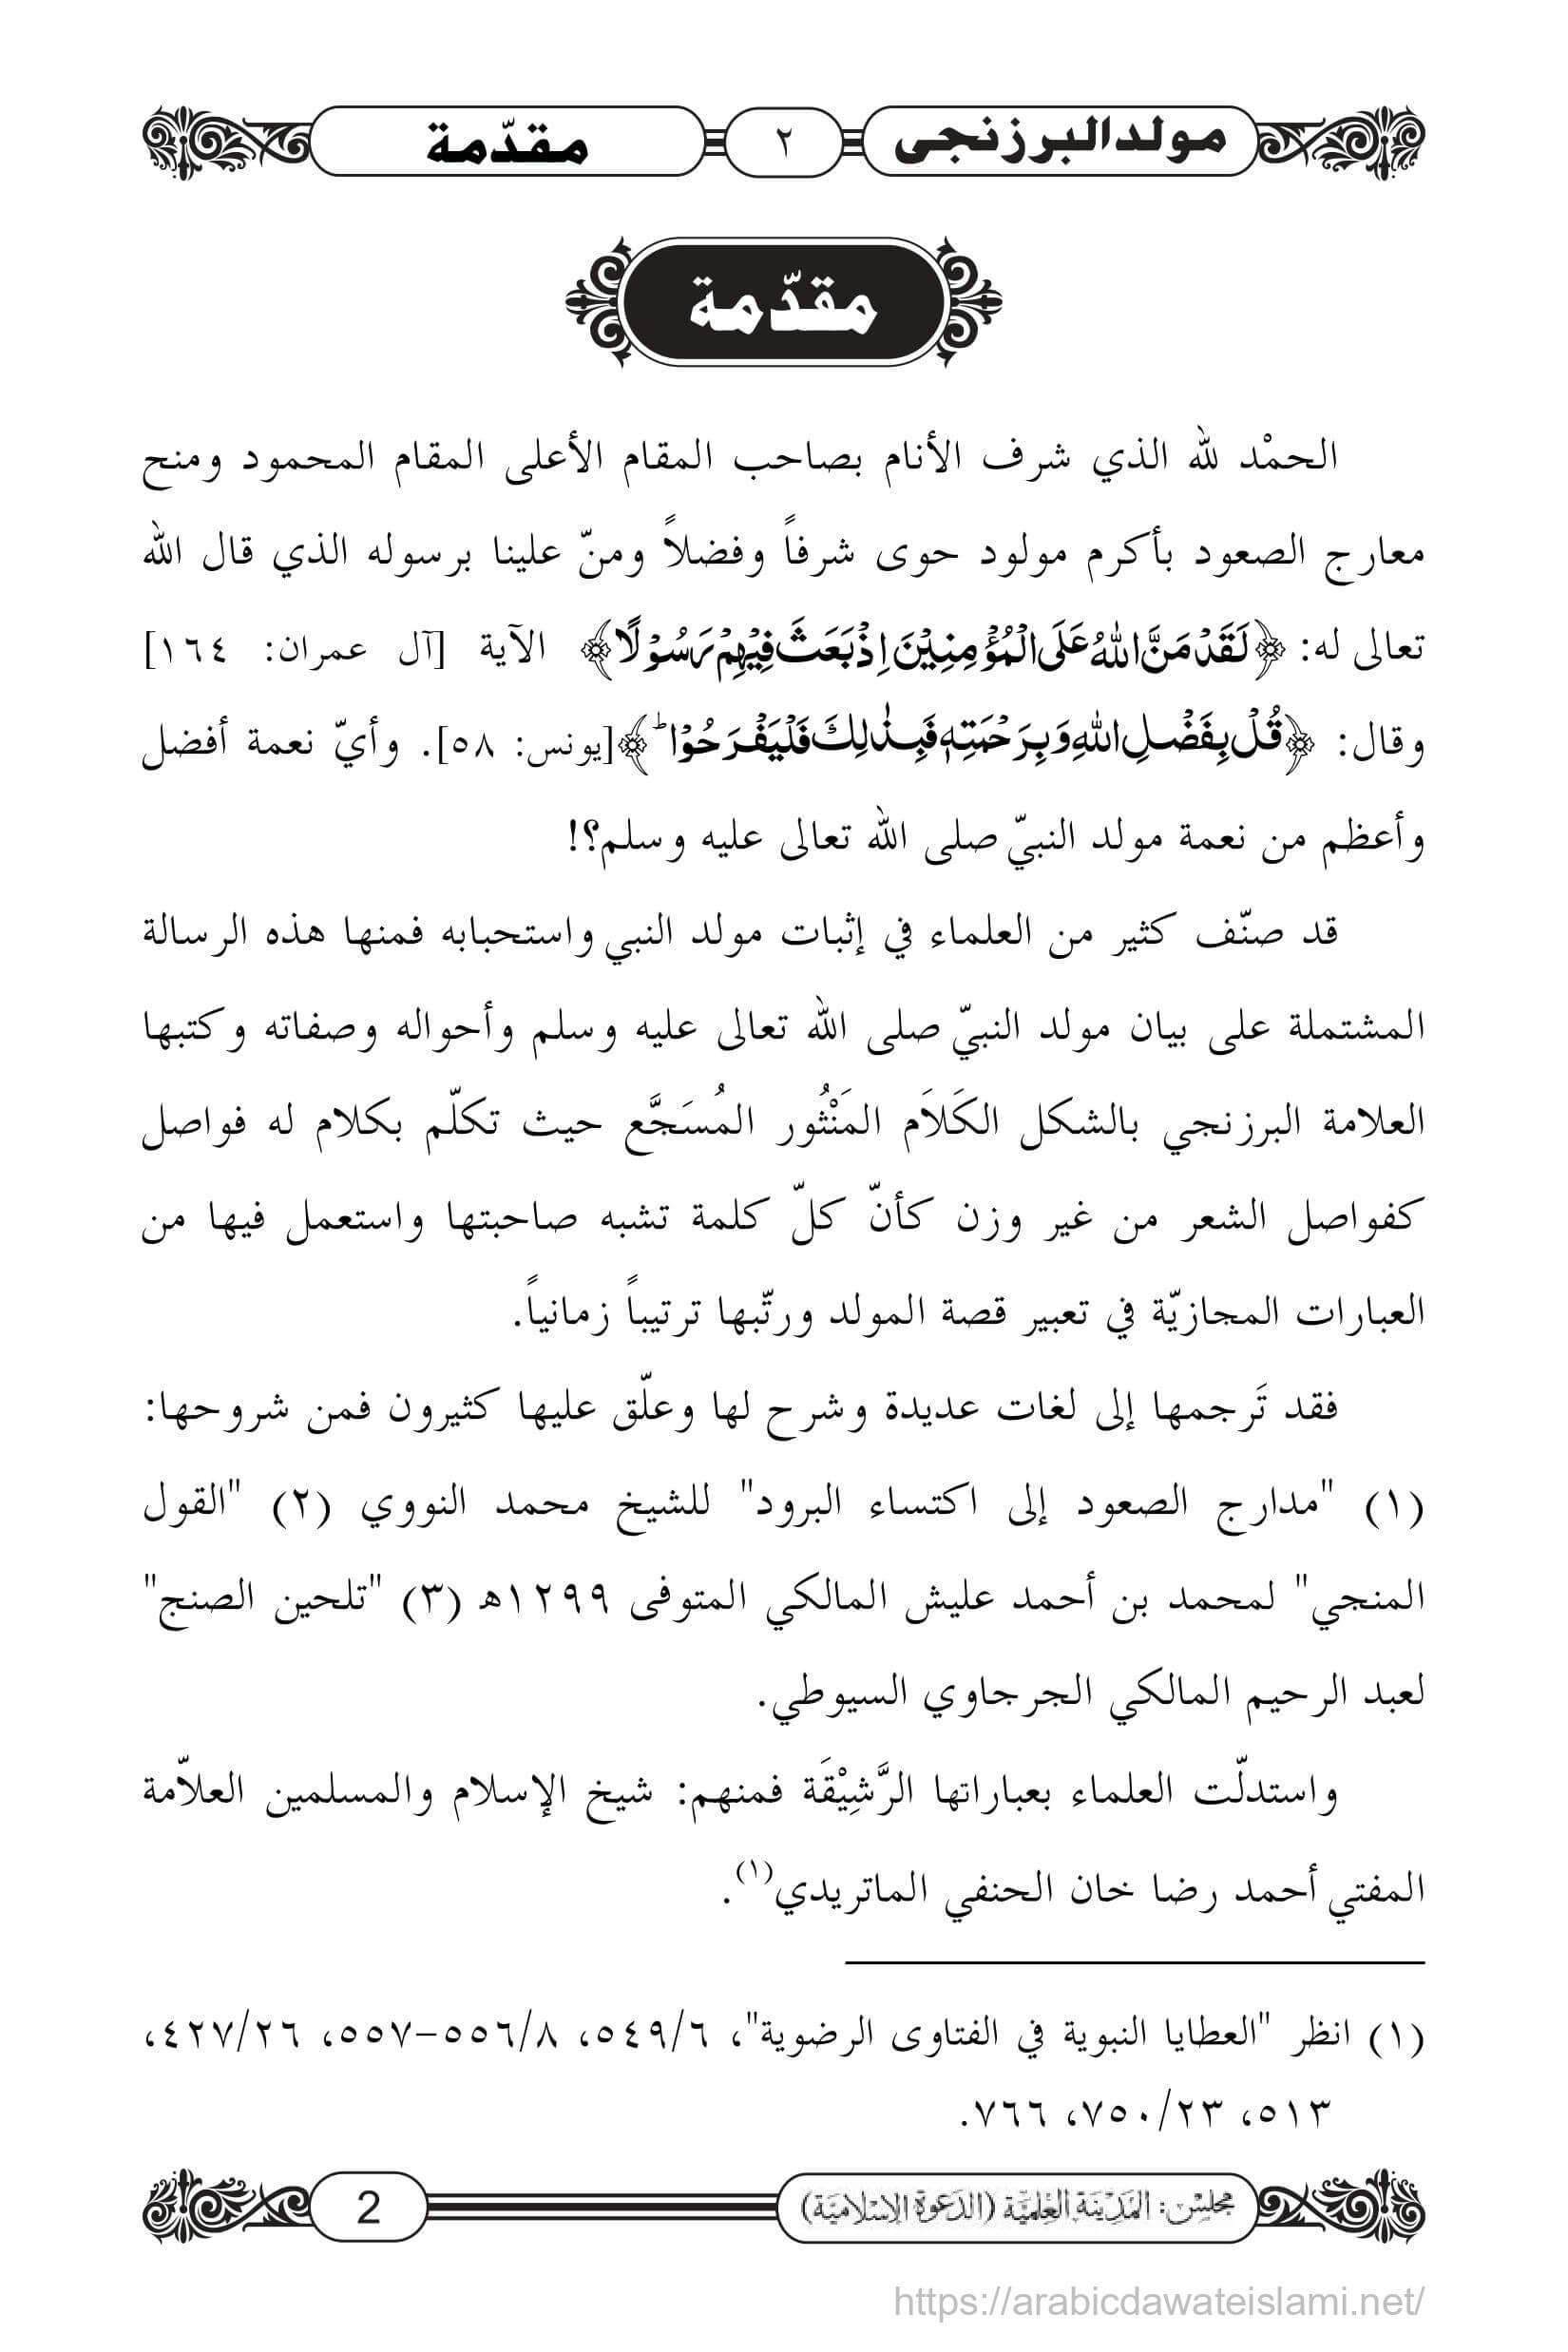 مولد البرزنجى
٢
مقدّمة
مقدّمة
الحمْد لله الذي شرف الأنام بصاحب المقام الأعلى المقام المحمود ومنح
معارج الصعود بأكرم مولود حوى شرفاً وفضلاً ومنّ علينا برسوله الذي قال الله
تعالى له: ﴿لَقَدْ مَنَّ اللّٰهُ عَلَى الْمُؤْمِنِيْنَ اِذْ بَعَثَ فِيْهِمْ رَسُوْلًا﴾ الآية [آل عمران: ١٦٤]
وقال: ﴿قُلْ بِفَضْلِ اللّٰهِ وَبِرَحْمَتِهٖ فَبِذٰلِكَ فَلْيَفْرَحُوْا ؕ﴾[يونس: ٥٨]. وأيّ نعمة أفضل
وأعظم من نعمة مولد النبيّ صلى الله تعالى عليه وسلم؟!
قد صنّف كثير من العلماء في إثبات مولد النبي واستحبابه فمنها هذه الرسالة
المشتملة على بيان مولد النبيّ صلى الله تعالى عليه وسلم وأحواله وصفاته وكتبها
العلامة البرزنجي بالشكل الكَلاَم المَنْثُور المُسَجَّع حيث تكلّم بكلام له فواصل
كفواصل الشعر من غير وزن كأنّ كلّ كلمة تشبه صاحبتها واستعمل فيها من
العبارات المجازيّة في تعبير قصة المولد ورتّبها ترتيباً زمانياً.
فقد تَرجمها إلى لغات عديدة وشرح لها وعلّق عليها كثيرون فمن شروحها:
(١) "مدارج الصعود إلى اكتساء البرود" للشيخ محمد النووي (٢) "القول
المنجي" لمحمد بن أحمد عليش المالكي المتوفى ١٢٩٩ه (٣) "تلحين الصنج"
لعبد الرحيم المالكي الجرجاوي السيوطي.
واستدلّت العلماء بعباراتها الرَّشِيْقَة فمنهم: شيخ الإسلام والمسلمين العلاّمة
المفتي أحمد رضا خان الحنفي الماتريدي(١).
(١) انظر "العطايا النبوية في الفتاوى الرضوية"، ٥٤٩/٦، ٥٥٦/٨-٥٥٧، ٤٢٧/٢٦،
٥١٣، ٧٥٠/٢٣، ٧٦٦.
مجلس: المَدِيْنَة العِلْمِيَّة (الدَعوة الإسْلامِيَة)
2
https://arabicdawateislami.net/